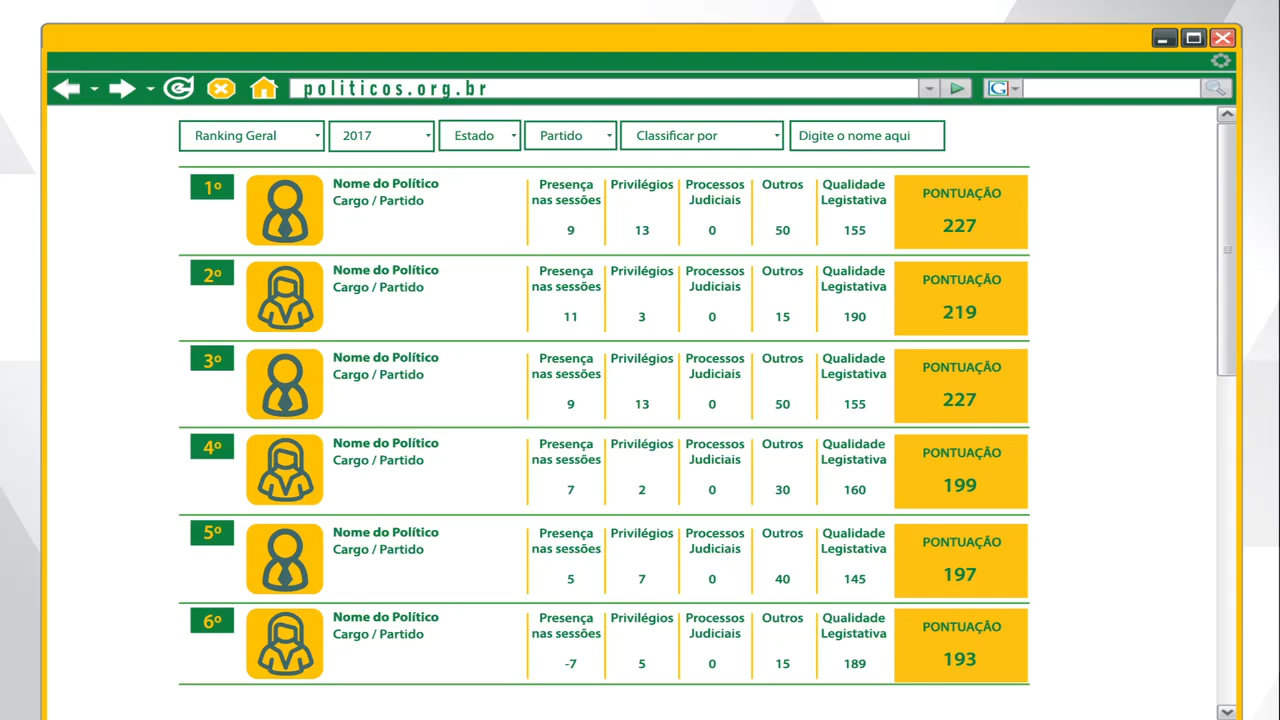 politicos.org.br
G
Ranking Geral 2017 Estado Partido Classificar por Digite o nome aqui
1º
Nome do Político
Cargo / Partido
Presença
nas sessões
9
Privilégios
13
Processos
Judiciais
0
Outros
50
Qualidade
Legistativa
155
PONTUAÇÃO
227
2º
Nome do Político
Cargo / Partido
Presença
nas sessões
11
Privilégios
3
Processos
Judiciais
0
Outros
15
Qualidade
Legistativa
190
PONTUAÇÃO
219
3º
Nome do Político
Cargo / Partido
Presença
nas sessões
9
Privilégios
13
Processos
Judiciais
0
Outros
50
Qualidade
Legistativa
155
PONTUAÇÃO
227
4º
Nome do Político
Cargo / Partido
Presença
nas sessões
7
Privilégios
2
Processos
Judiciais
0
Outros
30
Qualidade
Legistativa
160
PONTUAÇÃO
199
5º
Nome do Político
Cargo / Partido
Presença
nas sessões
5
Privilégios
7
Processos
Judiciais
0
Outros
40
Qualidade
Legistativa
145
PONTUAÇÃO
197
6º
Nome do Político
Cargo / Partido
Presença
nas sessões
-7
Privilégios
5
Processos
Judiciais
0
Outros
15
Qualidade
Legistativa
189
PONTUAÇÃO
193